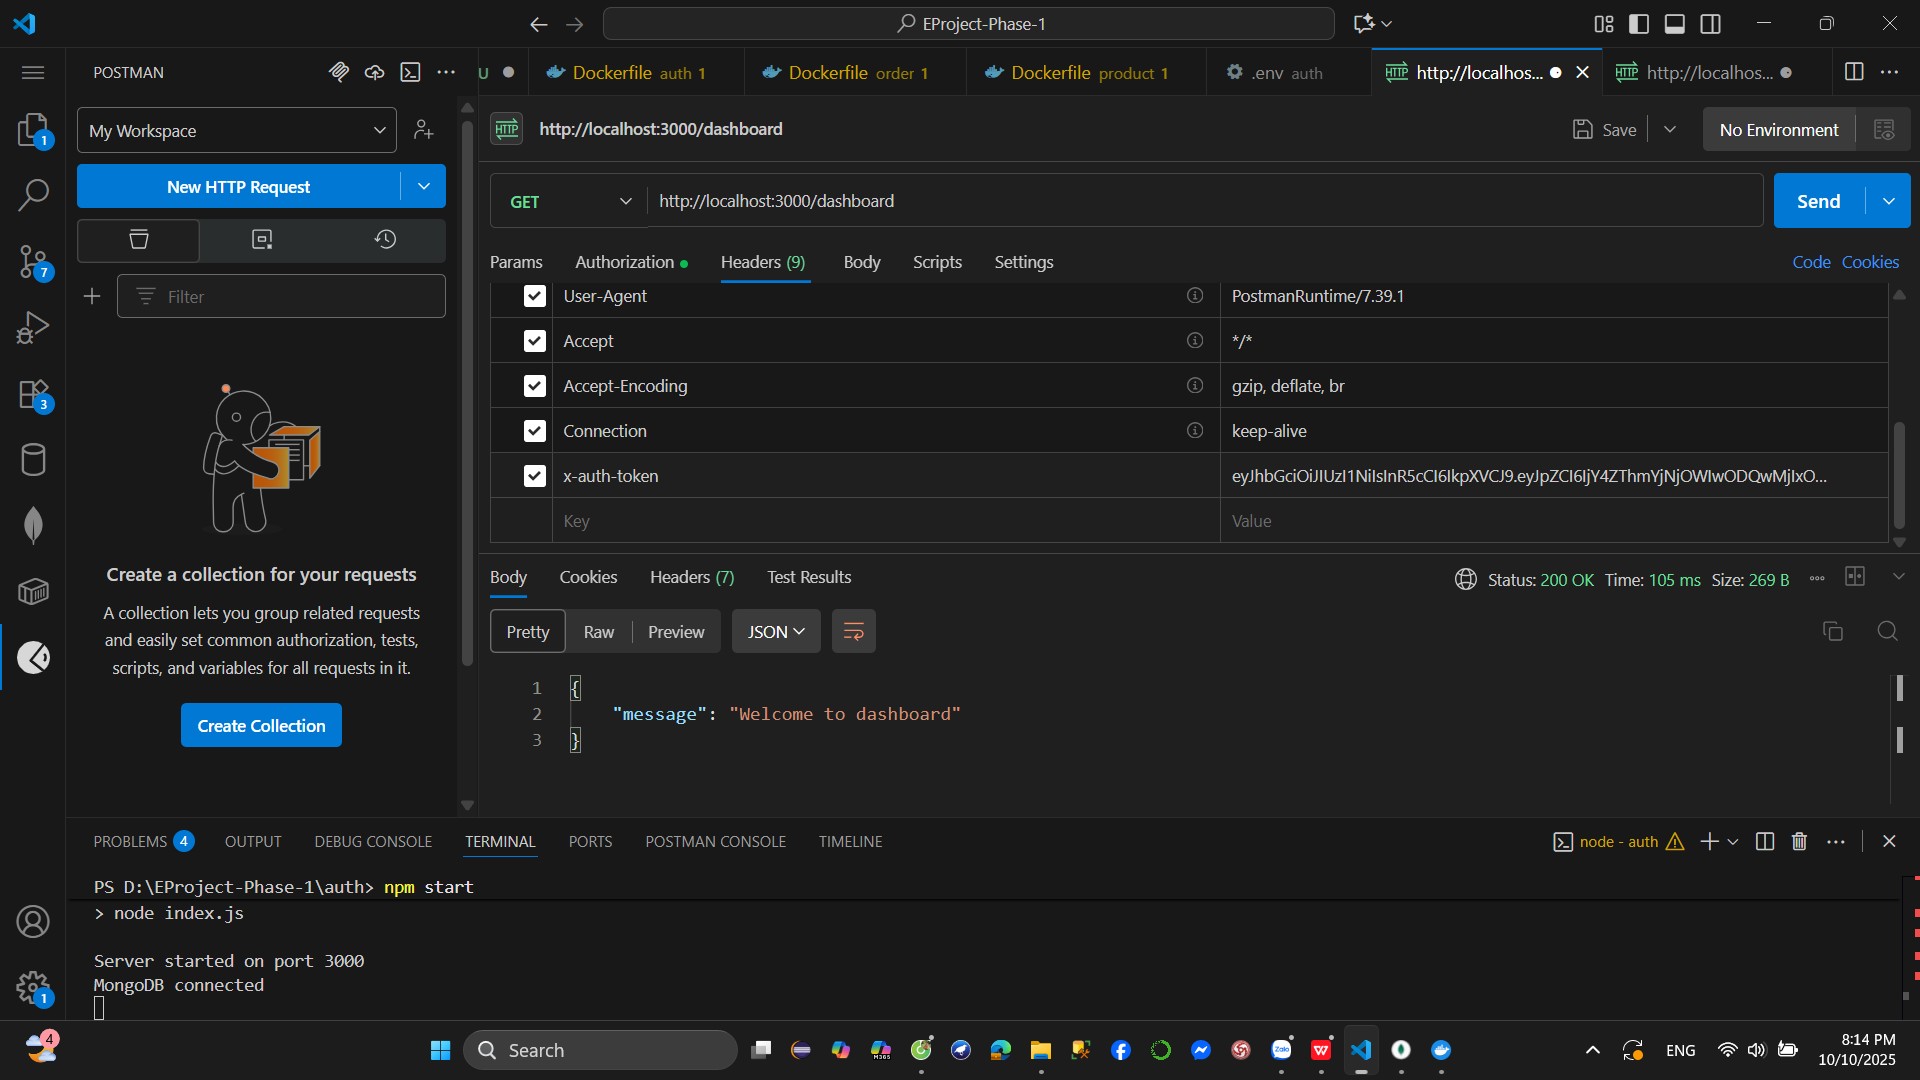 EProject-Phase-1
POSTMAN
U
Dockerfile auth 1
Dockerfile order 1
Dockerfile product 1
.env auth
http://localhos...
http://localhos...
My Workspace
HTTP
http://localhost:3000/dashboard
Save
No Environment
New HTTP Request
GET
http://localhost:3000/dashboard
Send
Params
Authorization
Headers (9)
Body
Scripts
Settings
Code
Cookies
Filter
User-Agent
PostmanRuntime/7.39.1
Accept
*/*
Accept-Encoding
gzip, deflate, br
Connection
keep-alive
x-auth-token
eyJhbGciOiJIUzI1NiIsInR5cCI6IkpXVCJ9.eyJpZCI6IjY4ZThmYjNjOWIwODQwMjIxO...
Key
Value
Create a collection for your requests
A collection lets you group related requests
and easily set common authorization, tests,
scripts, and variables for all requests in it.
Create Collection
Body
Cookies
Headers (7)
Test Results
Status: 200 OK Time: 105 ms Size: 269 B
Pretty
Raw
Preview
JSON
1 {
2 "message": "Welcome to dashboard"
3 }
PROBLEMS 4
OUTPUT
DEBUG CONSOLE
TERMINAL
PORTS
POSTMAN CONSOLE
TIMELINE
node - auth
PS D:\EProject-Phase-1\auth> npm start
> node index.js
Server started on port 3000
MongoDB connected
1
7
3
1
4
Search
M365
Zalo
ENG
8:14 PM
10/10/2025